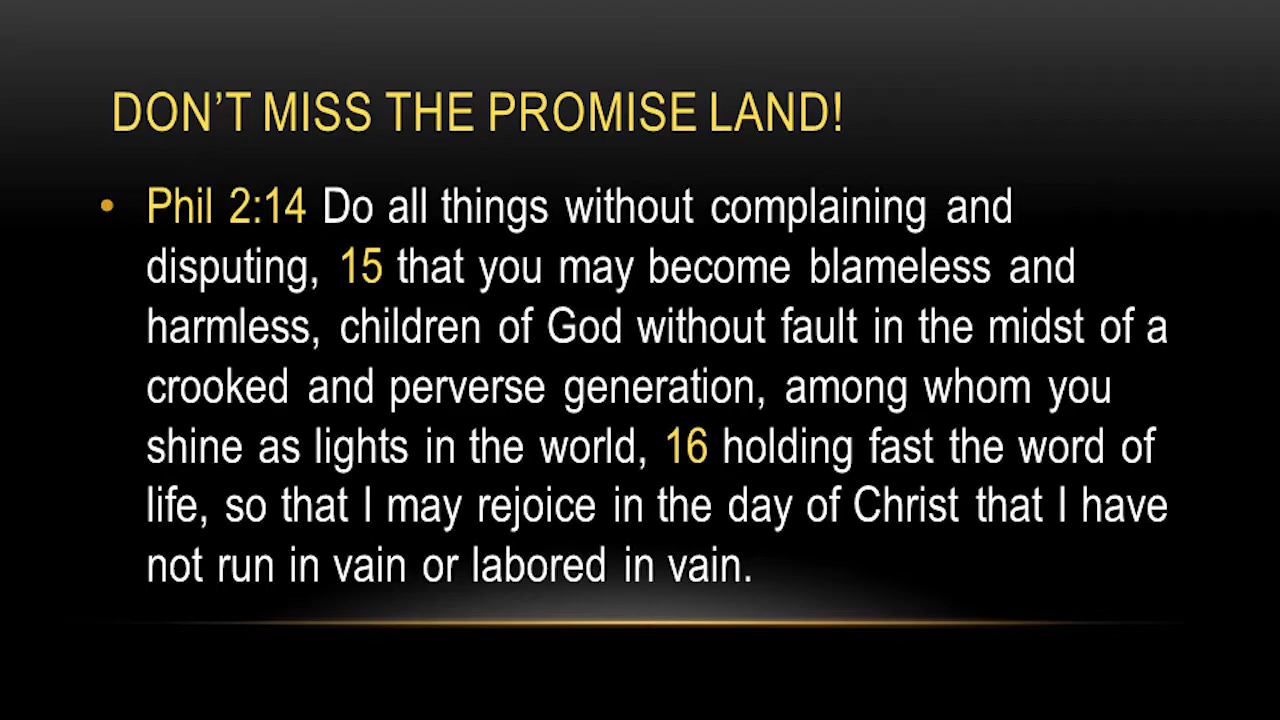 DON’T MISS THE PROMISE LAND!
• Phil 2:14 Do all things without complaining and
disputing, 15 that you may become blameless and
harmless, children of God without fault in the midst of a
crooked and perverse generation, among whom you
shine as lights in the world, 16 holding fast the word of
life, so that I may rejoice in the day of Christ that I have
not run in vain or labored in vain.